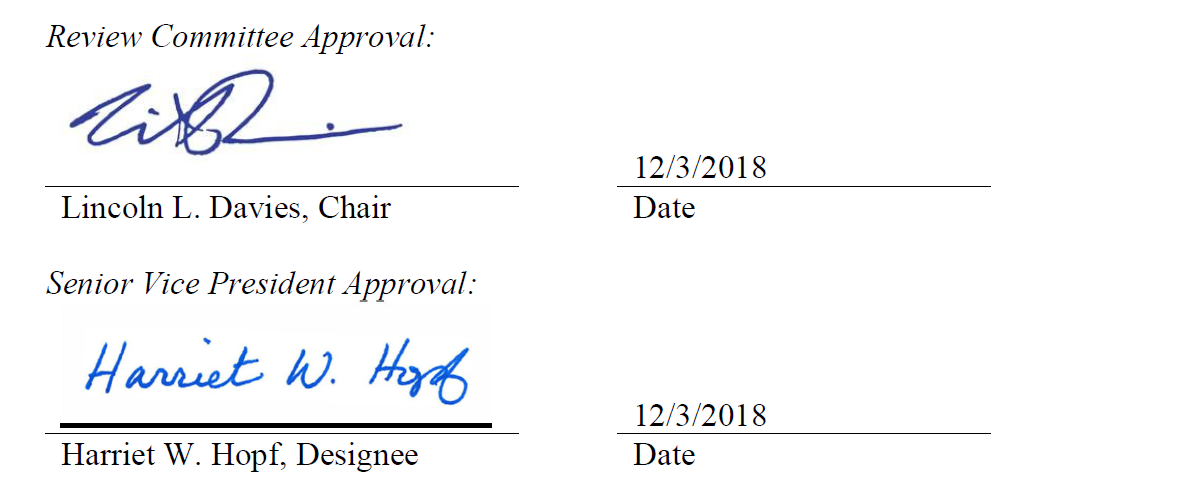 Review Committee Approval:
12/3/2018
Lincoln L. Davies, Chair Date
Senior Vice President Approval:
Harriet W. Hopf
12/3/2018
Harriet W. Hopf, Designee Date